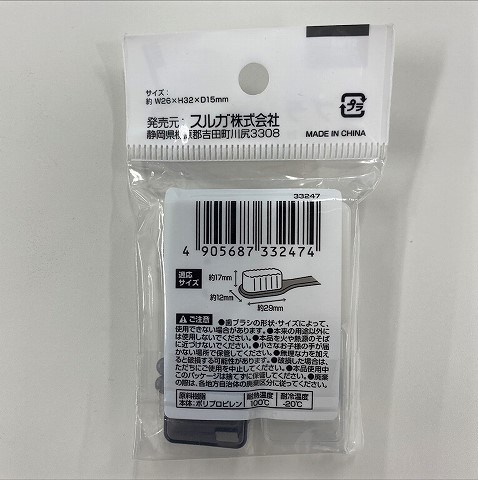 サイズ：
約 W26×H32×D15mm
発売元：スルガ株式会社
静岡県榛原郡吉田町川尻3308
プラ
MADE IN CHINA
33247
4 905687 332474
適応
サイズ
約17mm
約12mm
約29mm
ご注意
●歯ブラシの形状・サイズによって、
使用できない場合があります。●本来の用途以外に
は使用しないでください。●本品を火や熱源のそば
に近づけないでください。●小さなお子様の手が届
かない場所で保管してください。●無理な力を加え
ると破損する可能性があります。●破損した場合は、
ただちにご使用を中止してください。●本品使用中
このパッケージは捨てずに保管してください。●廃棄
の際は、各地方自治体の廃棄区分に従ってください。
原料樹脂
本体：ポリプロピレン
耐熱温度
100℃
耐冷温度
-20℃